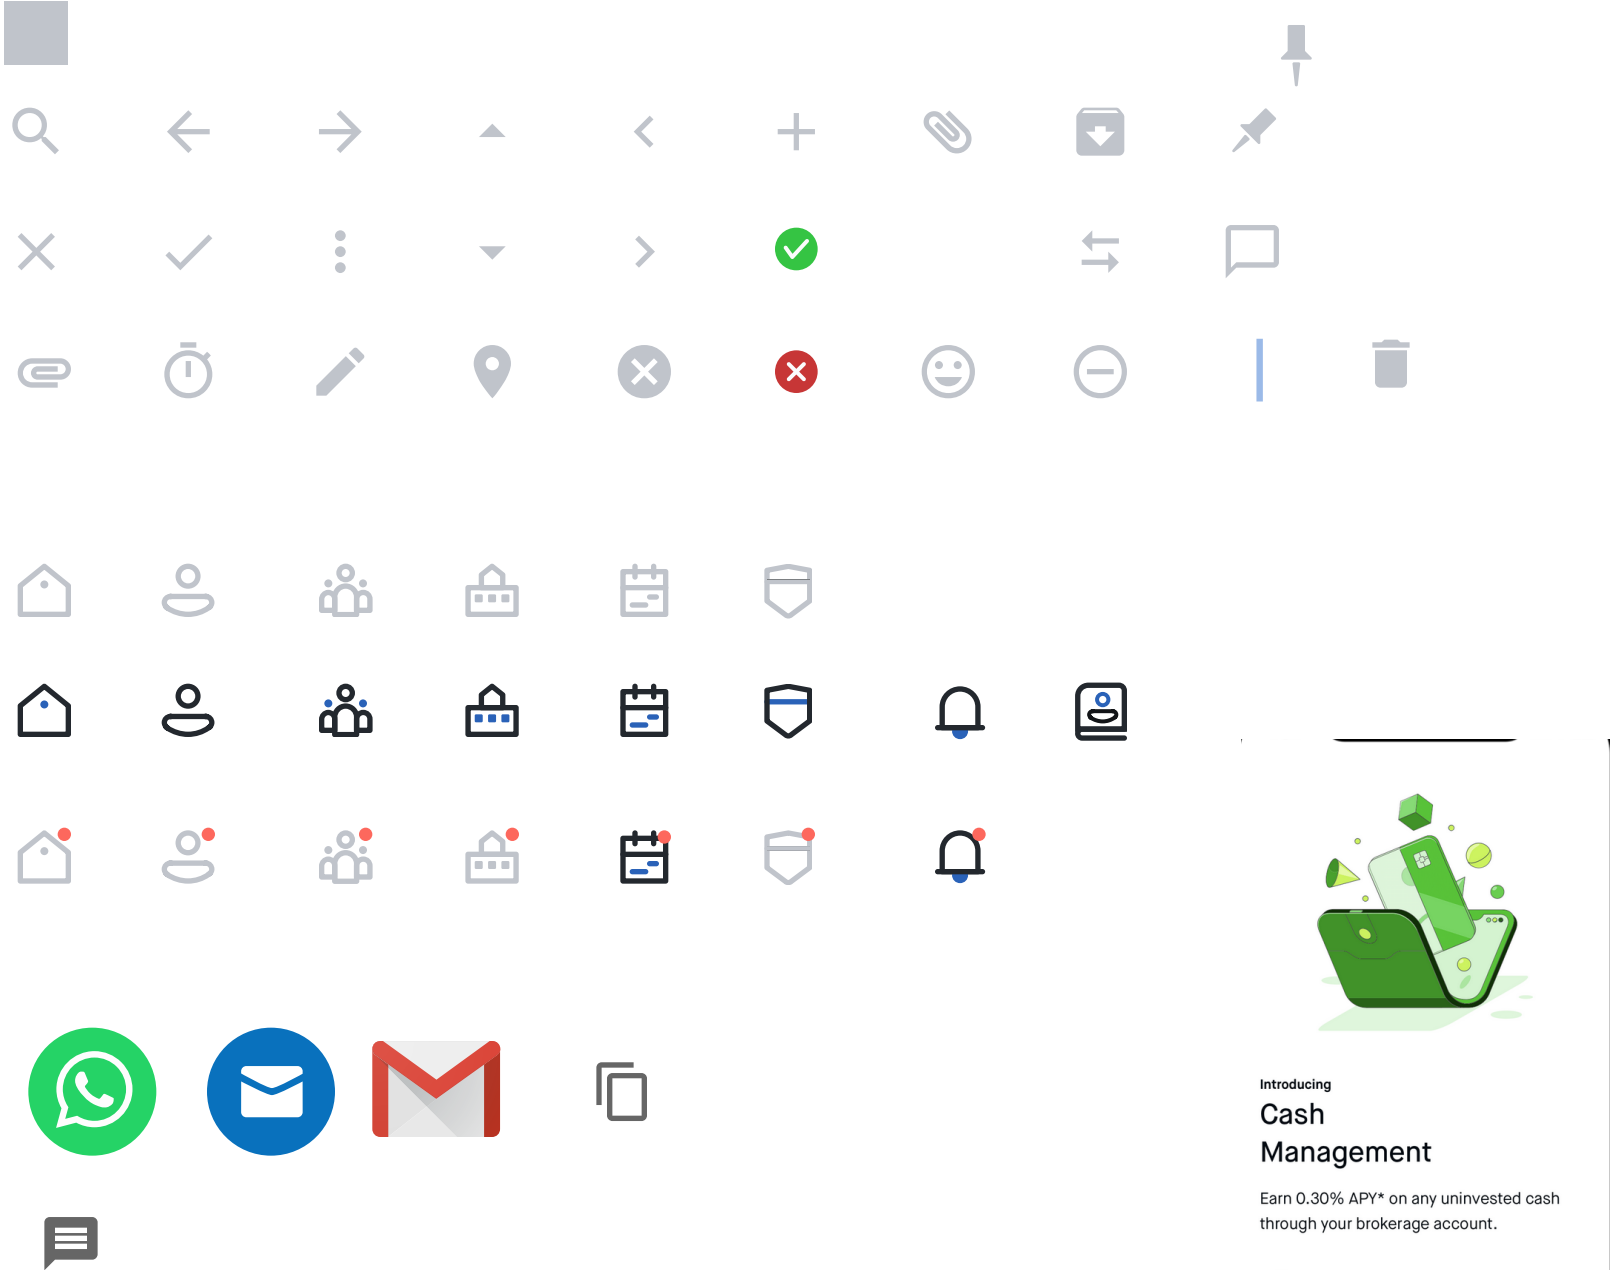 Introducing
Cash
Management
Earn 0.30% APY* on any uninvested cash
through your brokerage account.